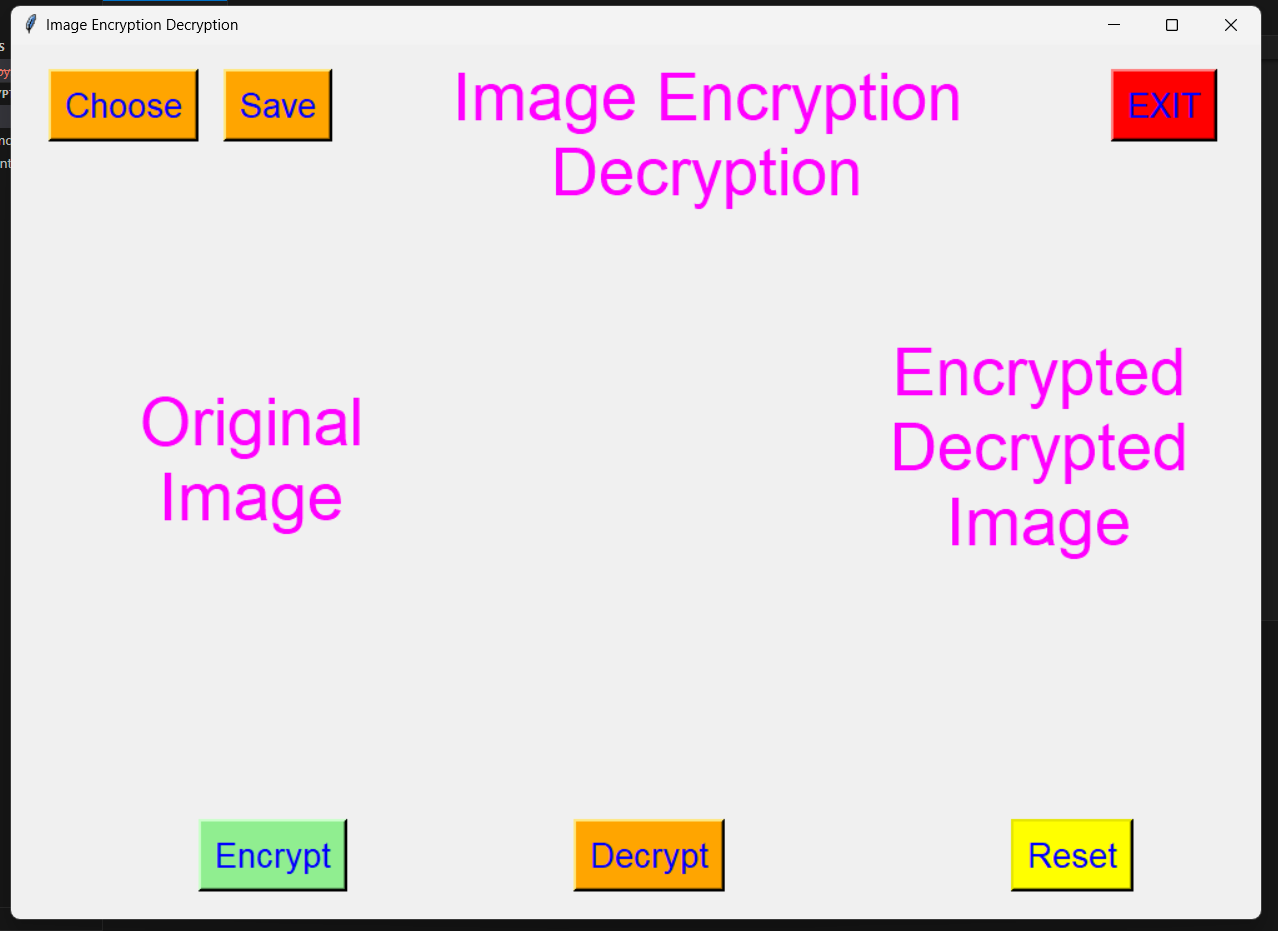 Image Encryption Decryption
Choose
Save
Image Encryption
Decryption
EXIT
Original
Image
Encrypted
Decrypted
Image
Encrypt
Decrypt
Reset